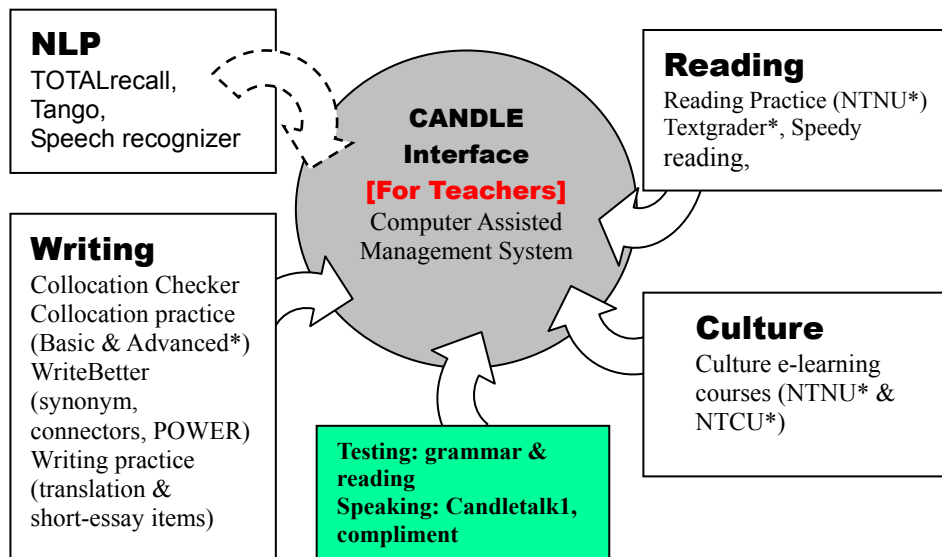 NLP
TOTALrecall,
Tango,
Speech recognizer
CANDLE
Interface
[For Teachers]
Computer Assisted
Management System
Reading
Reading Practice (NTNU*)
Textgrader*, Speedy
reading,
Writing
Collocation Checker
Collocation practice
(Basic & Advanced*)
WriteBetter
(synonym,
connectors, POWER)
Writing practice
(translation &
short-essay items)
Testing: grammar &
reading
Speaking: Candletalk1,
compliment
Culture
Culture e-learning
courses (NTNU* &
NTCU*)